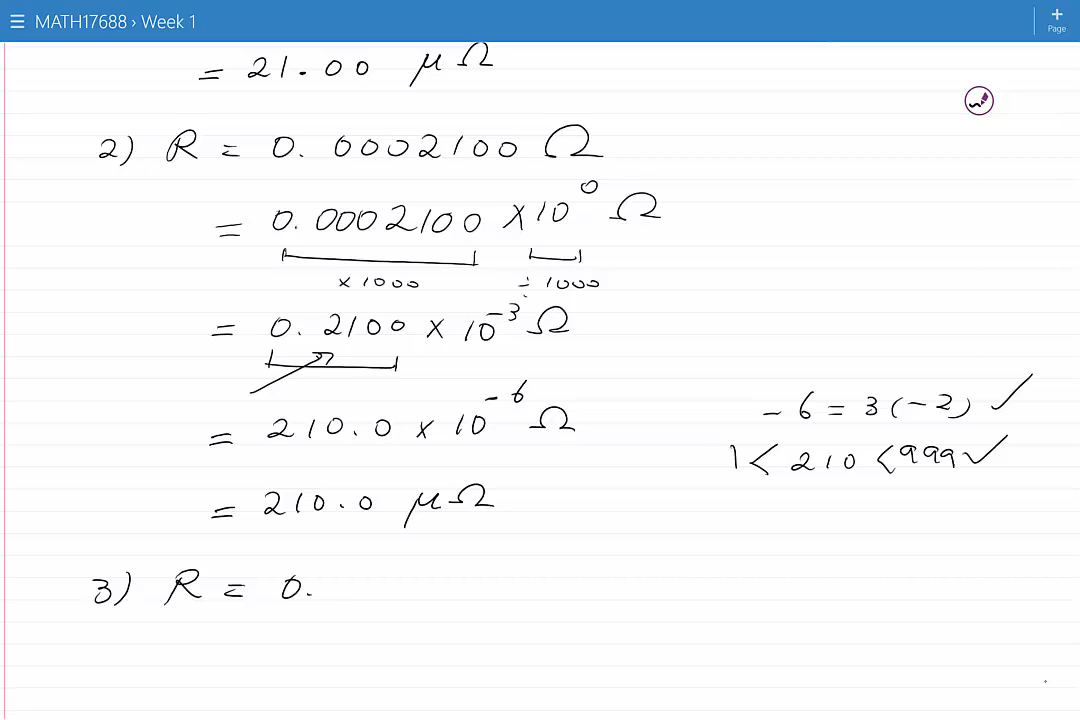 ☰ MATH17688 › Week 1
+ Page
= 21.00 μΩ
2) R = 0.0002100 Ω
= 0.0002100 × 10⁰ Ω
× 1000 ÷ 1000
= 0.2100 × 10⁻³ Ω
= 210.0 × 10⁻⁶ Ω
- 6 = 3(-2) ✓
1 < 210 < 999 ✓
= 210.0 μΩ
3) R = 0.